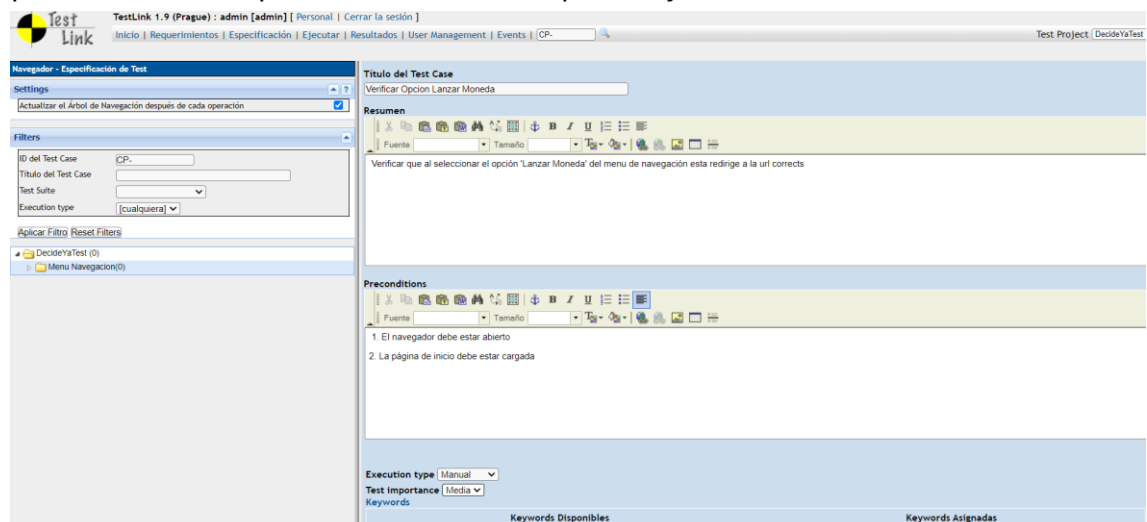 Test Link
TestLink 1.9 (Prague) : admin [admin] [ Personal | Cerrar la sesión ]
Inicio | Requerimientos | Especificación | Ejecutar | Resultados | User Management | Events | CP-
Test Project DecideYaTest
Navegador - Especificación de Test
Settings
Actualizar el Árbol de Navegación después de cada operación
Filters
ID del Test Case CP-
Título del Test Case
Test Suite
Execution type [cualquiera]
Aplicar Filtro Reset Filters
DecideYaTest (0)
Menu Navegacion(0)
Título del Test Case
Verificar Opcion Lanzar Moneda
Resumen
Fuente Tamaño
Verificar que al seleccionar el opción 'Lanzar Moneda' del menu de navegación esta redirige a la url corrects
Preconditions
Fuente Tamaño
1. El navegador debe estar abierto
2. La página de inicio debe estar cargada
Execution type Manual
Test importance Media
Keywords
Keywords Disponibles Keywords Asignadas